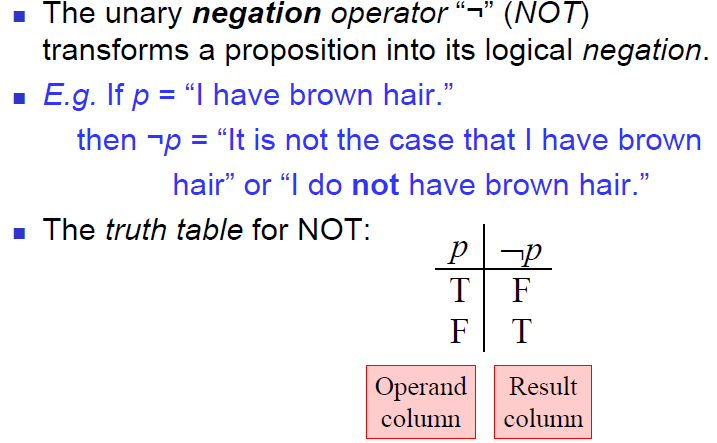 The unary negation operator “¬” (NOT)
transforms a proposition into its logical negation.
E.g. If p = “I have brown hair.”
then ¬p = “It is not the case that I have brown
hair” or “I do not have brown hair.”
The truth table for NOT:
p ¬p
T F
F T
Operand Result
column column